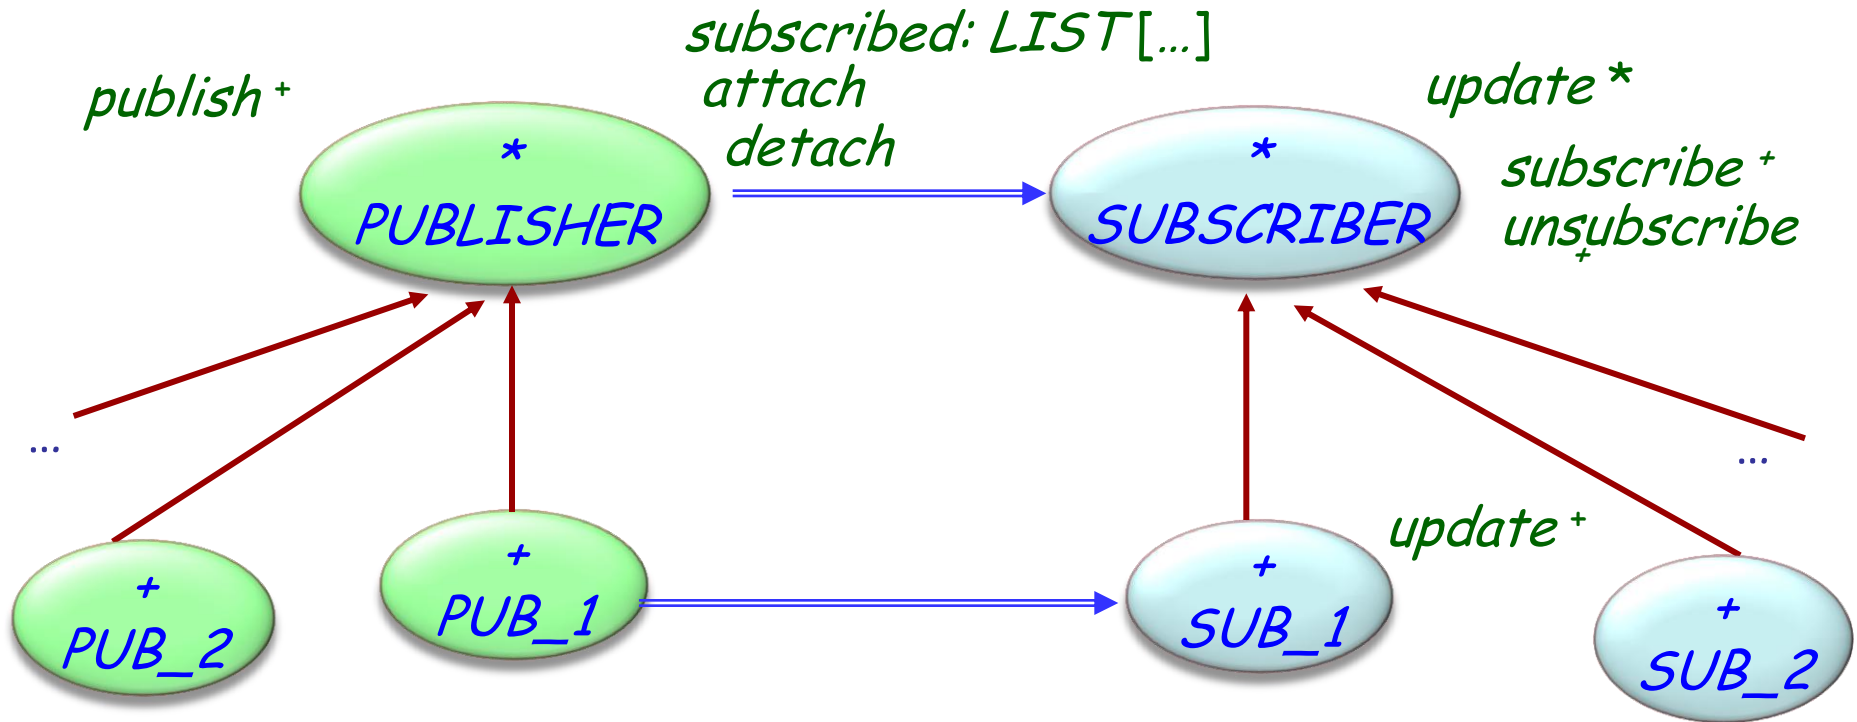 subscribed: LIST […]
publish +
attach
detach
update *
*
PUBLISHER
*
SUBSCRIBER
subscribe +
unsubscribe
+
...
...
+
PUB_2
+
PUB_1
+
SUB_1
update +
+
SUB_2